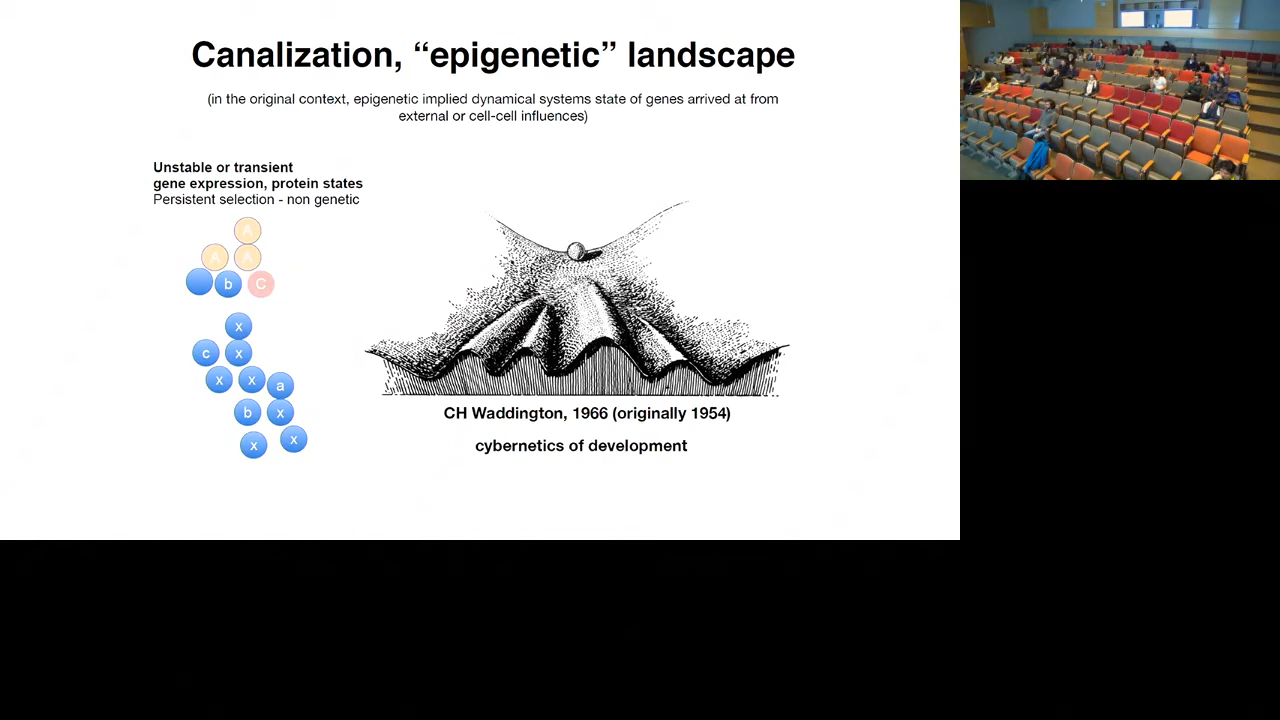 Canalization, “epigenetic” landscape
(in the original context, epigenetic implied dynamical systems state of genes arrived at from
external or cell-cell influences)
Unstable or transient
gene expression, protein states
Persistent selection - non genetic
A
A A
b C
x
c x
x x a
b x
x x
CH Waddington, 1966 (originally 1954)
cybernetics of development